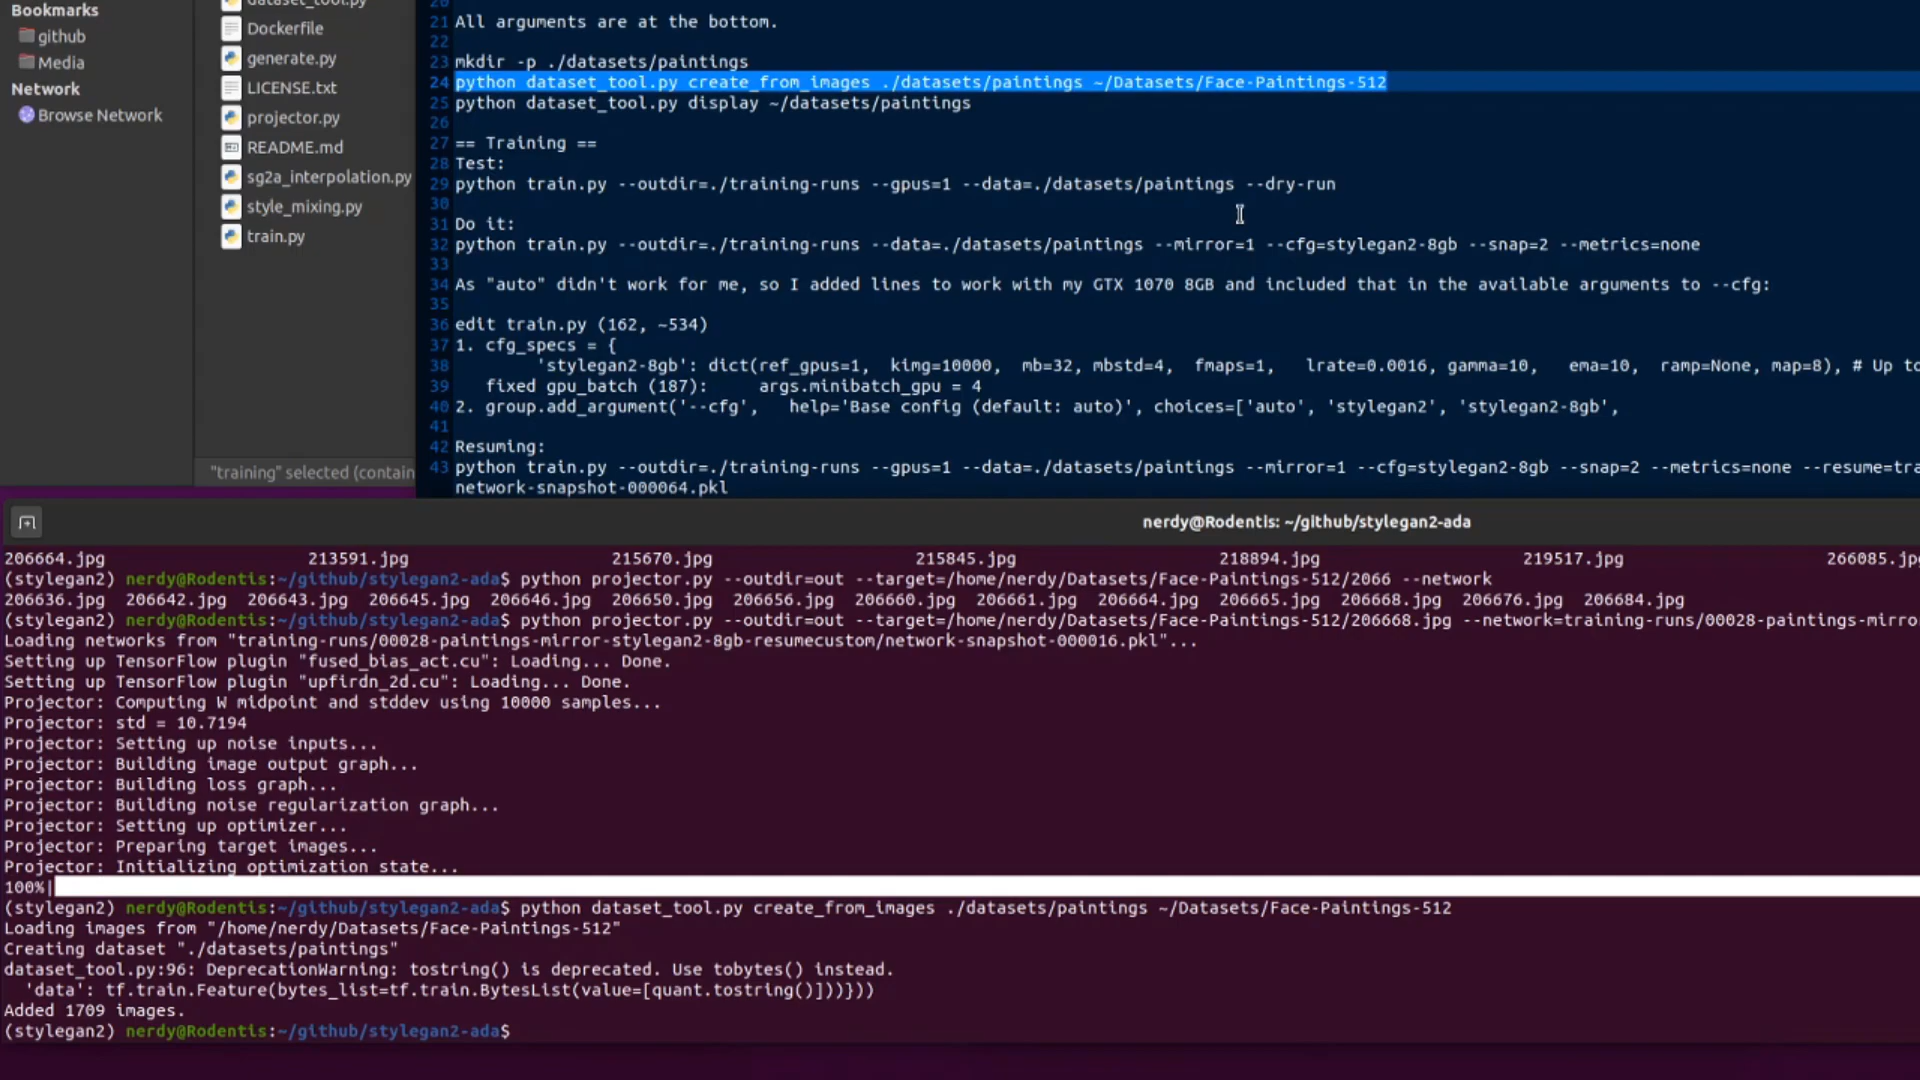 Bookmarks
github
Media
Network
Browse Network
dataset_tool.py
Dockerfile
generate.py
LICENSE.txt
projector.py
README.md
sg2a_interpolation.py
style_mixing.py
train.py
"training" selected (contain
20
21 All arguments are at the bottom.
22
23 mkdir -p ./datasets/paintings
24 python dataset_tool.py create_from_images ./datasets/paintings ~/Datasets/Face-Paintings-512
25 python dataset_tool.py display ~/datasets/paintings
26
27 == Training ==
28 Test:
29 python train.py --outdir=./training-runs --gpus=1 --data=./datasets/paintings --dry-run
30
31 Do it:
32 python train.py --outdir=./training-runs --data=./datasets/paintings --mirror=1 --cfg=stylegan2-8gb --snap=2 --metrics=none
33
34 As "auto" didn't work for me, so I added lines to work with my GTX 1070 8GB and included that in the available arguments to --cfg:
35
36 edit train.py (162, ~534)
37 1. cfg_specs = {
38 'stylegan2-8gb': dict(ref_gpus=1, kimg=10000, mb=32, mbstd=4, fmaps=1, lrate=0.0016, gamma=10, ema=10, ramp=None, map=8), # Up to
39 fixed gpu_batch (187): args.minibatch_gpu = 4
40 2. group.add_argument('--cfg', help='Base config (default: auto)', choices=['auto', 'stylegan2', 'stylegan2-8gb',
41
42 Resuming:
43 python train.py --outdir=./training-runs --gpus=1 --data=./datasets/paintings --mirror=1 --cfg=stylegan2-8gb --snap=2 --metrics=none --resume=tra
network-snapshot-000064.pkl
nerdy@Rodentis: ~/github/stylegan2-ada
206664.jpg 213591.jpg 215670.jpg 215845.jpg 218894.jpg 219517.jpg 266085.jpg
(stylegan2) nerdy@Rodentis:~/github/stylegan2-ada$ python projector.py --outdir=out --target=/home/nerdy/Datasets/Face-Paintings-512/2066 --network
206636.jpg 206642.jpg 206643.jpg 206645.jpg 206646.jpg 206650.jpg 206656.jpg 206660.jpg 206661.jpg 206664.jpg 206665.jpg 206668.jpg 206676.jpg 206684.jpg
(stylegan2) nerdy@Rodentis:~/github/stylegan2-ada$ python projector.py --outdir=out --target=/home/nerdy/Datasets/Face-Paintings-512/206668.jpg --network=training-runs/00028-paintings-mirro
Loading networks from "training-runs/00028-paintings-mirror-stylegan2-8gb-resumecustom/network-snapshot-000016.pkl"...
Setting up TensorFlow plugin "fused_bias_act.cu": Loading... Done.
Setting up TensorFlow plugin "upfirdn_2d.cu": Loading... Done.
Projector: Computing W midpoint and stddev using 10000 samples...
Projector: std = 10.7194
Projector: Setting up noise inputs...
Projector: Building image output graph...
Projector: Building loss graph...
Projector: Building noise regularization graph...
Projector: Setting up optimizer...
Projector: Preparing target images...
Projector: Initializing optimization state...
100%|
(stylegan2) nerdy@Rodentis:~/github/stylegan2-ada$ python dataset_tool.py create_from_images ./datasets/paintings ~/Datasets/Face-Paintings-512
Loading images from "/home/nerdy/Datasets/Face-Paintings-512"
Creating dataset "./datasets/paintings"
dataset_tool.py:96: DeprecationWarning: tostring() is deprecated. Use tobytes() instead.
'data': tf.train.Feature(bytes_list=tf.train.BytesList(value=[quant.tostring()]))}))
Added 1709 images.
(stylegan2) nerdy@Rodentis:~/github/stylegan2-ada$